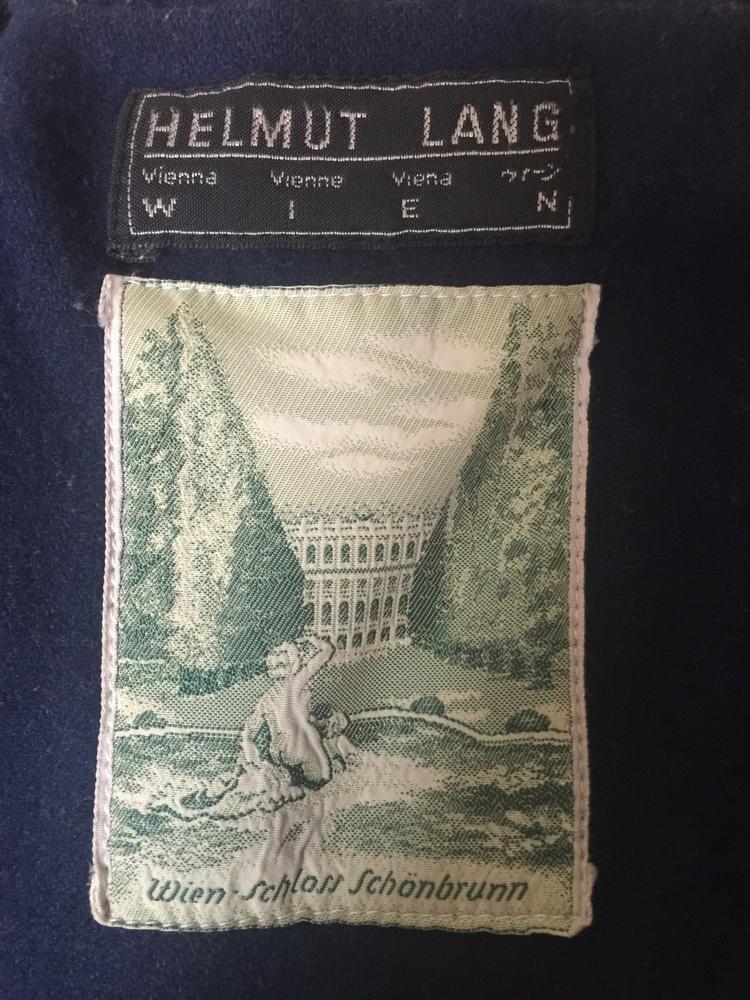 HELMUT LANG
Vienna Vienne Viena ウィーン
W I E N
Wien-Schloss Schönbrunn